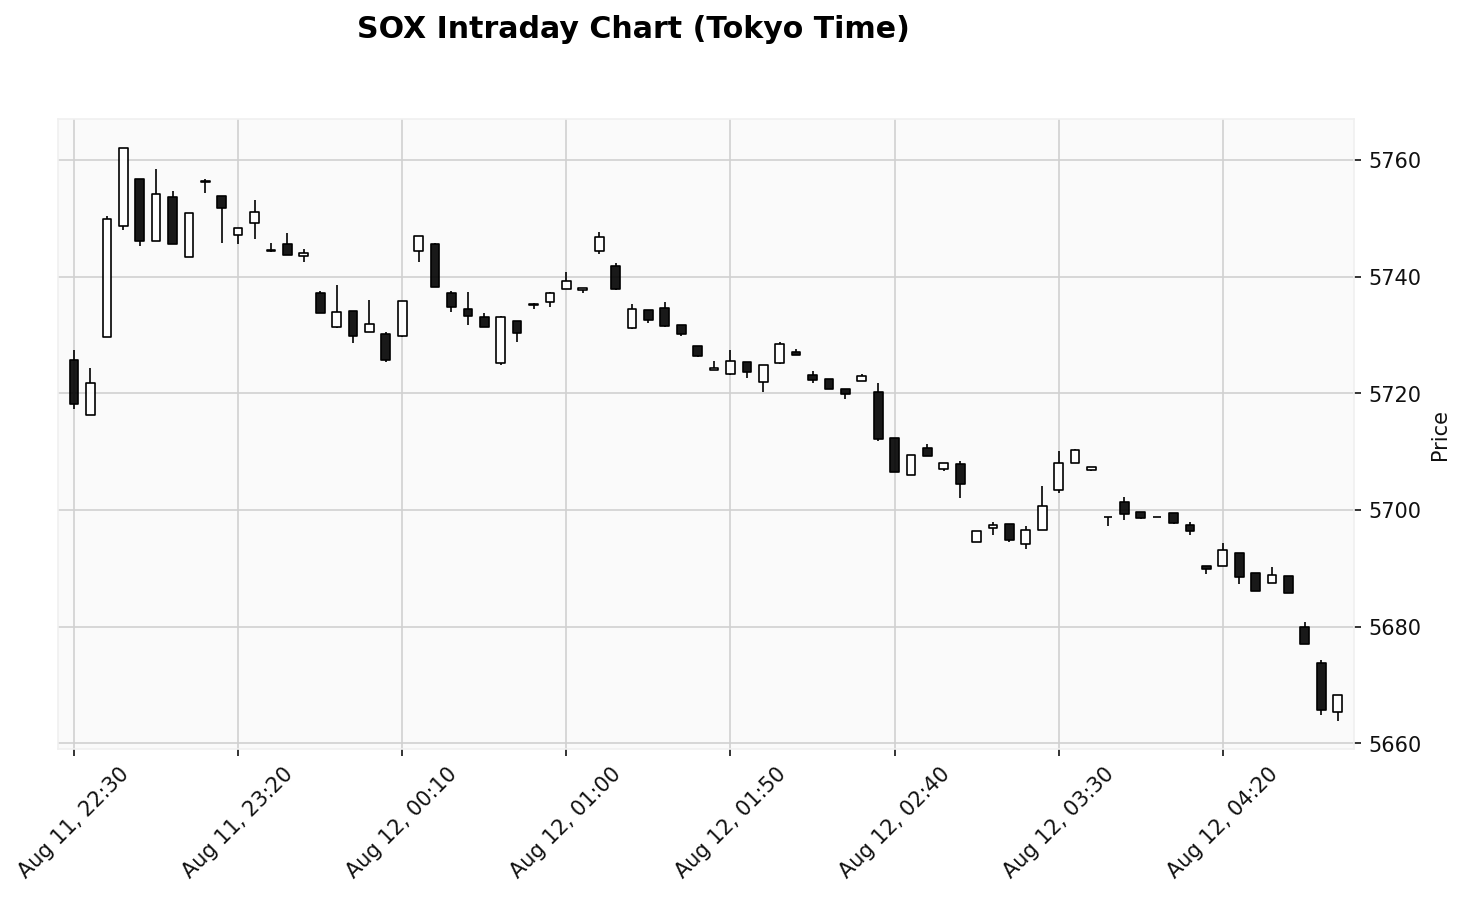 SOX Intraday Chart (Tokyo Time)
5760
5740
5720
5700
5680
5660
Price
Aug 11, 22:30
Aug 11, 23:20
Aug 12, 00:10
Aug 12, 01:00
Aug 12, 01:50
Aug 12, 02:40
Aug 12, 03:30
Aug 12, 04:20